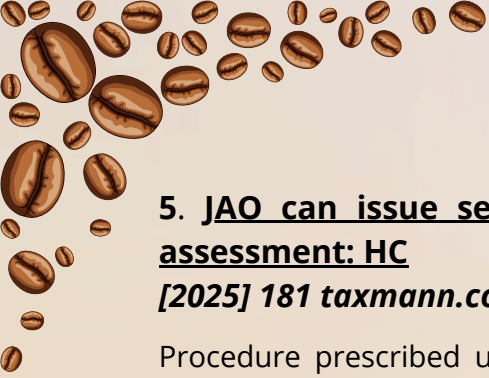 5. JAO can issue se
assessment: HC
[2025] 181 taxmann.co
Procedure prescribed u